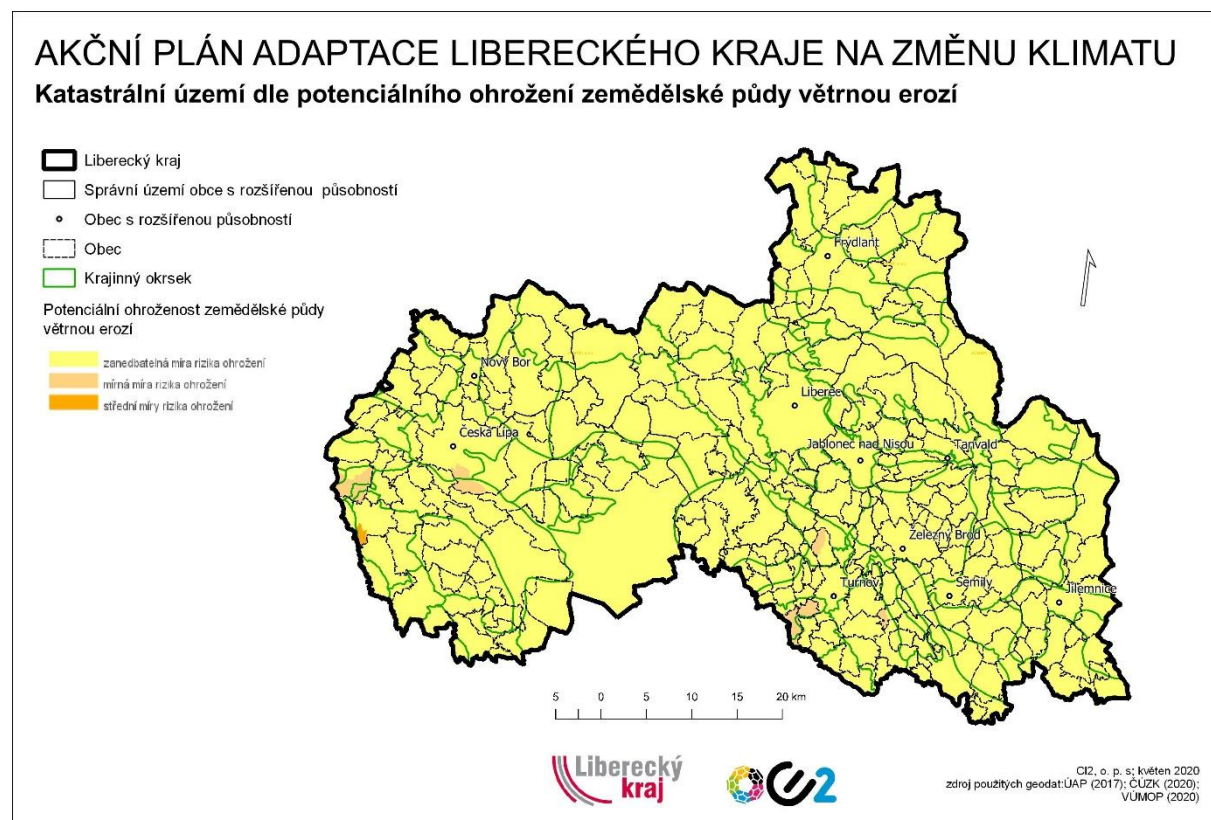 AKČNÍ PLÁN ADAPTACE LIBERECKÉHO KRAJE NA ZMĚNU KLIMATU
Katastrální území dle potenciálního ohrožení zemědělské půdy větrnou erozí
Liberecký kraj
Správní území obce s rozšířenou působností
Obec s rozšířenou působností
Obec
Krajinný okrsek
Potenciální ohroženost zemědělské půdy
větrnou erozí
zanedbatelná míra rizika ohrožení
mírná míra rizika ohrožení
střední míry rizika ohrožení
Frýdlant
Nový Bor
Liberec
Česká Lípa
Jablonec nad Nisou
Tanvald
Železný Brod
Turnov
Semily
Jilemnice
5 0 5 10 15 20 km
Liberecký
kraj
CI2
CI2, o. p. s; květen 2020
zdroj použitých geodat:ÚAP (2017); ČÚZK (2020);
VÚMOP (2020)